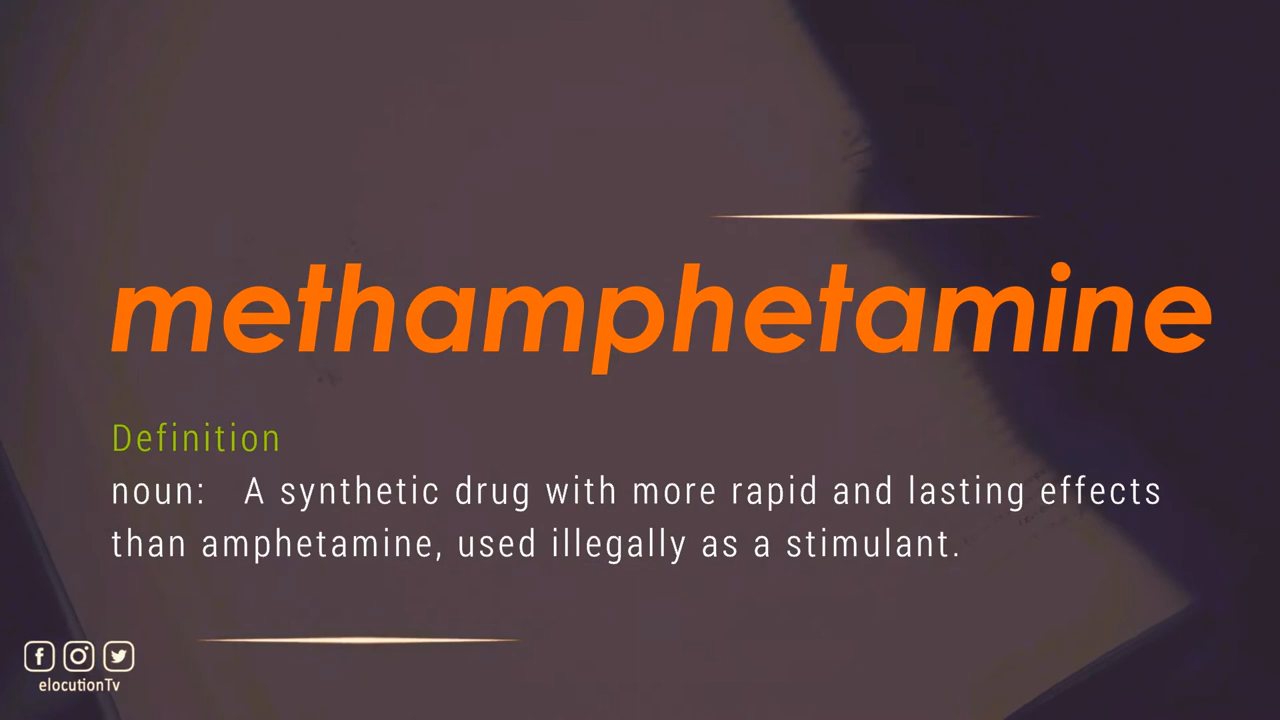 methamphetamine
Definition
noun: A synthetic drug with more rapid and lasting effects
than amphetamine, used illegally as a stimulant.
elocutionTv